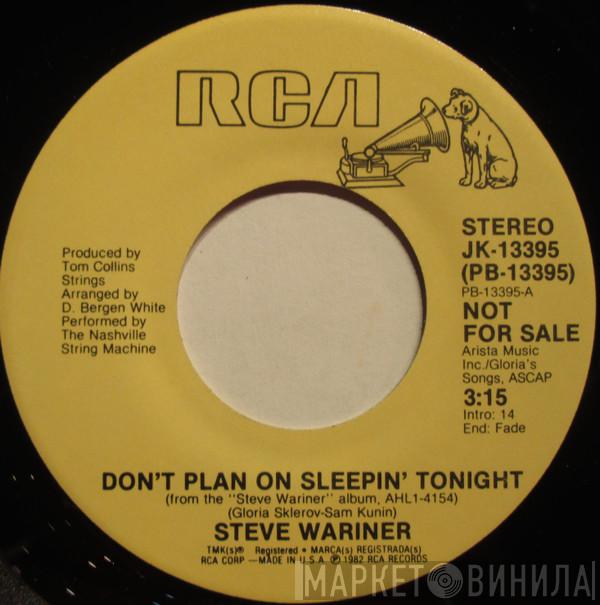 RCA
STEREO
JK-13395
(PB-13395)
PB-13395-A
NOT
FOR SALE
Arista Music
Inc./Gloria's
Songs, ASCAP
3:15
Intro: 14
End: Fade
Produced by
Tom Collins
Strings
Arranged by
D. Bergen White
Performed by
The Nashville
String Machine
DON'T PLAN ON SLEEPIN' TONIGHT
(from the "Steve Wariner" album, AHL1-4154)
(Gloria Sklerov-Sam Kunin)
STEVE WARINER
TMK(s)® Registered • MARCA(s) REGISTRADA(s)
RCA CORP —MADE IN U.S.A. ℗ 1982 RCA RECORDS
МАРКЕТ ВИНИЛА